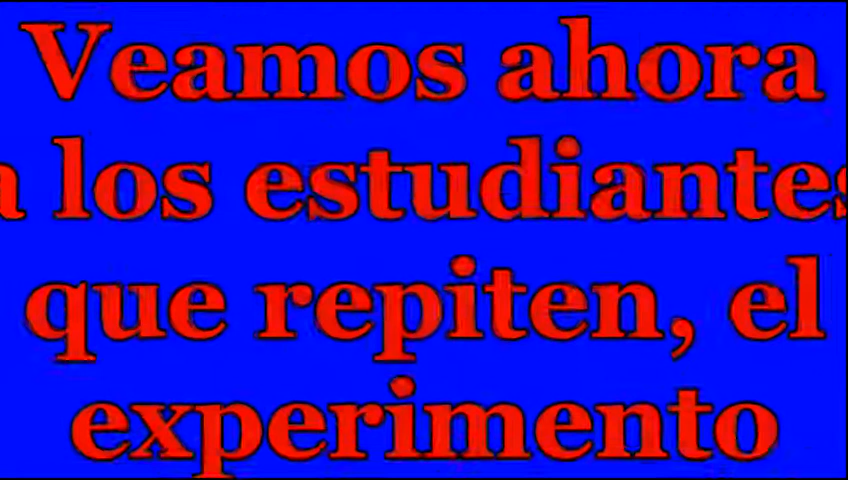 Veamos ahora
a los estudiantes
que repiten, el
experimento